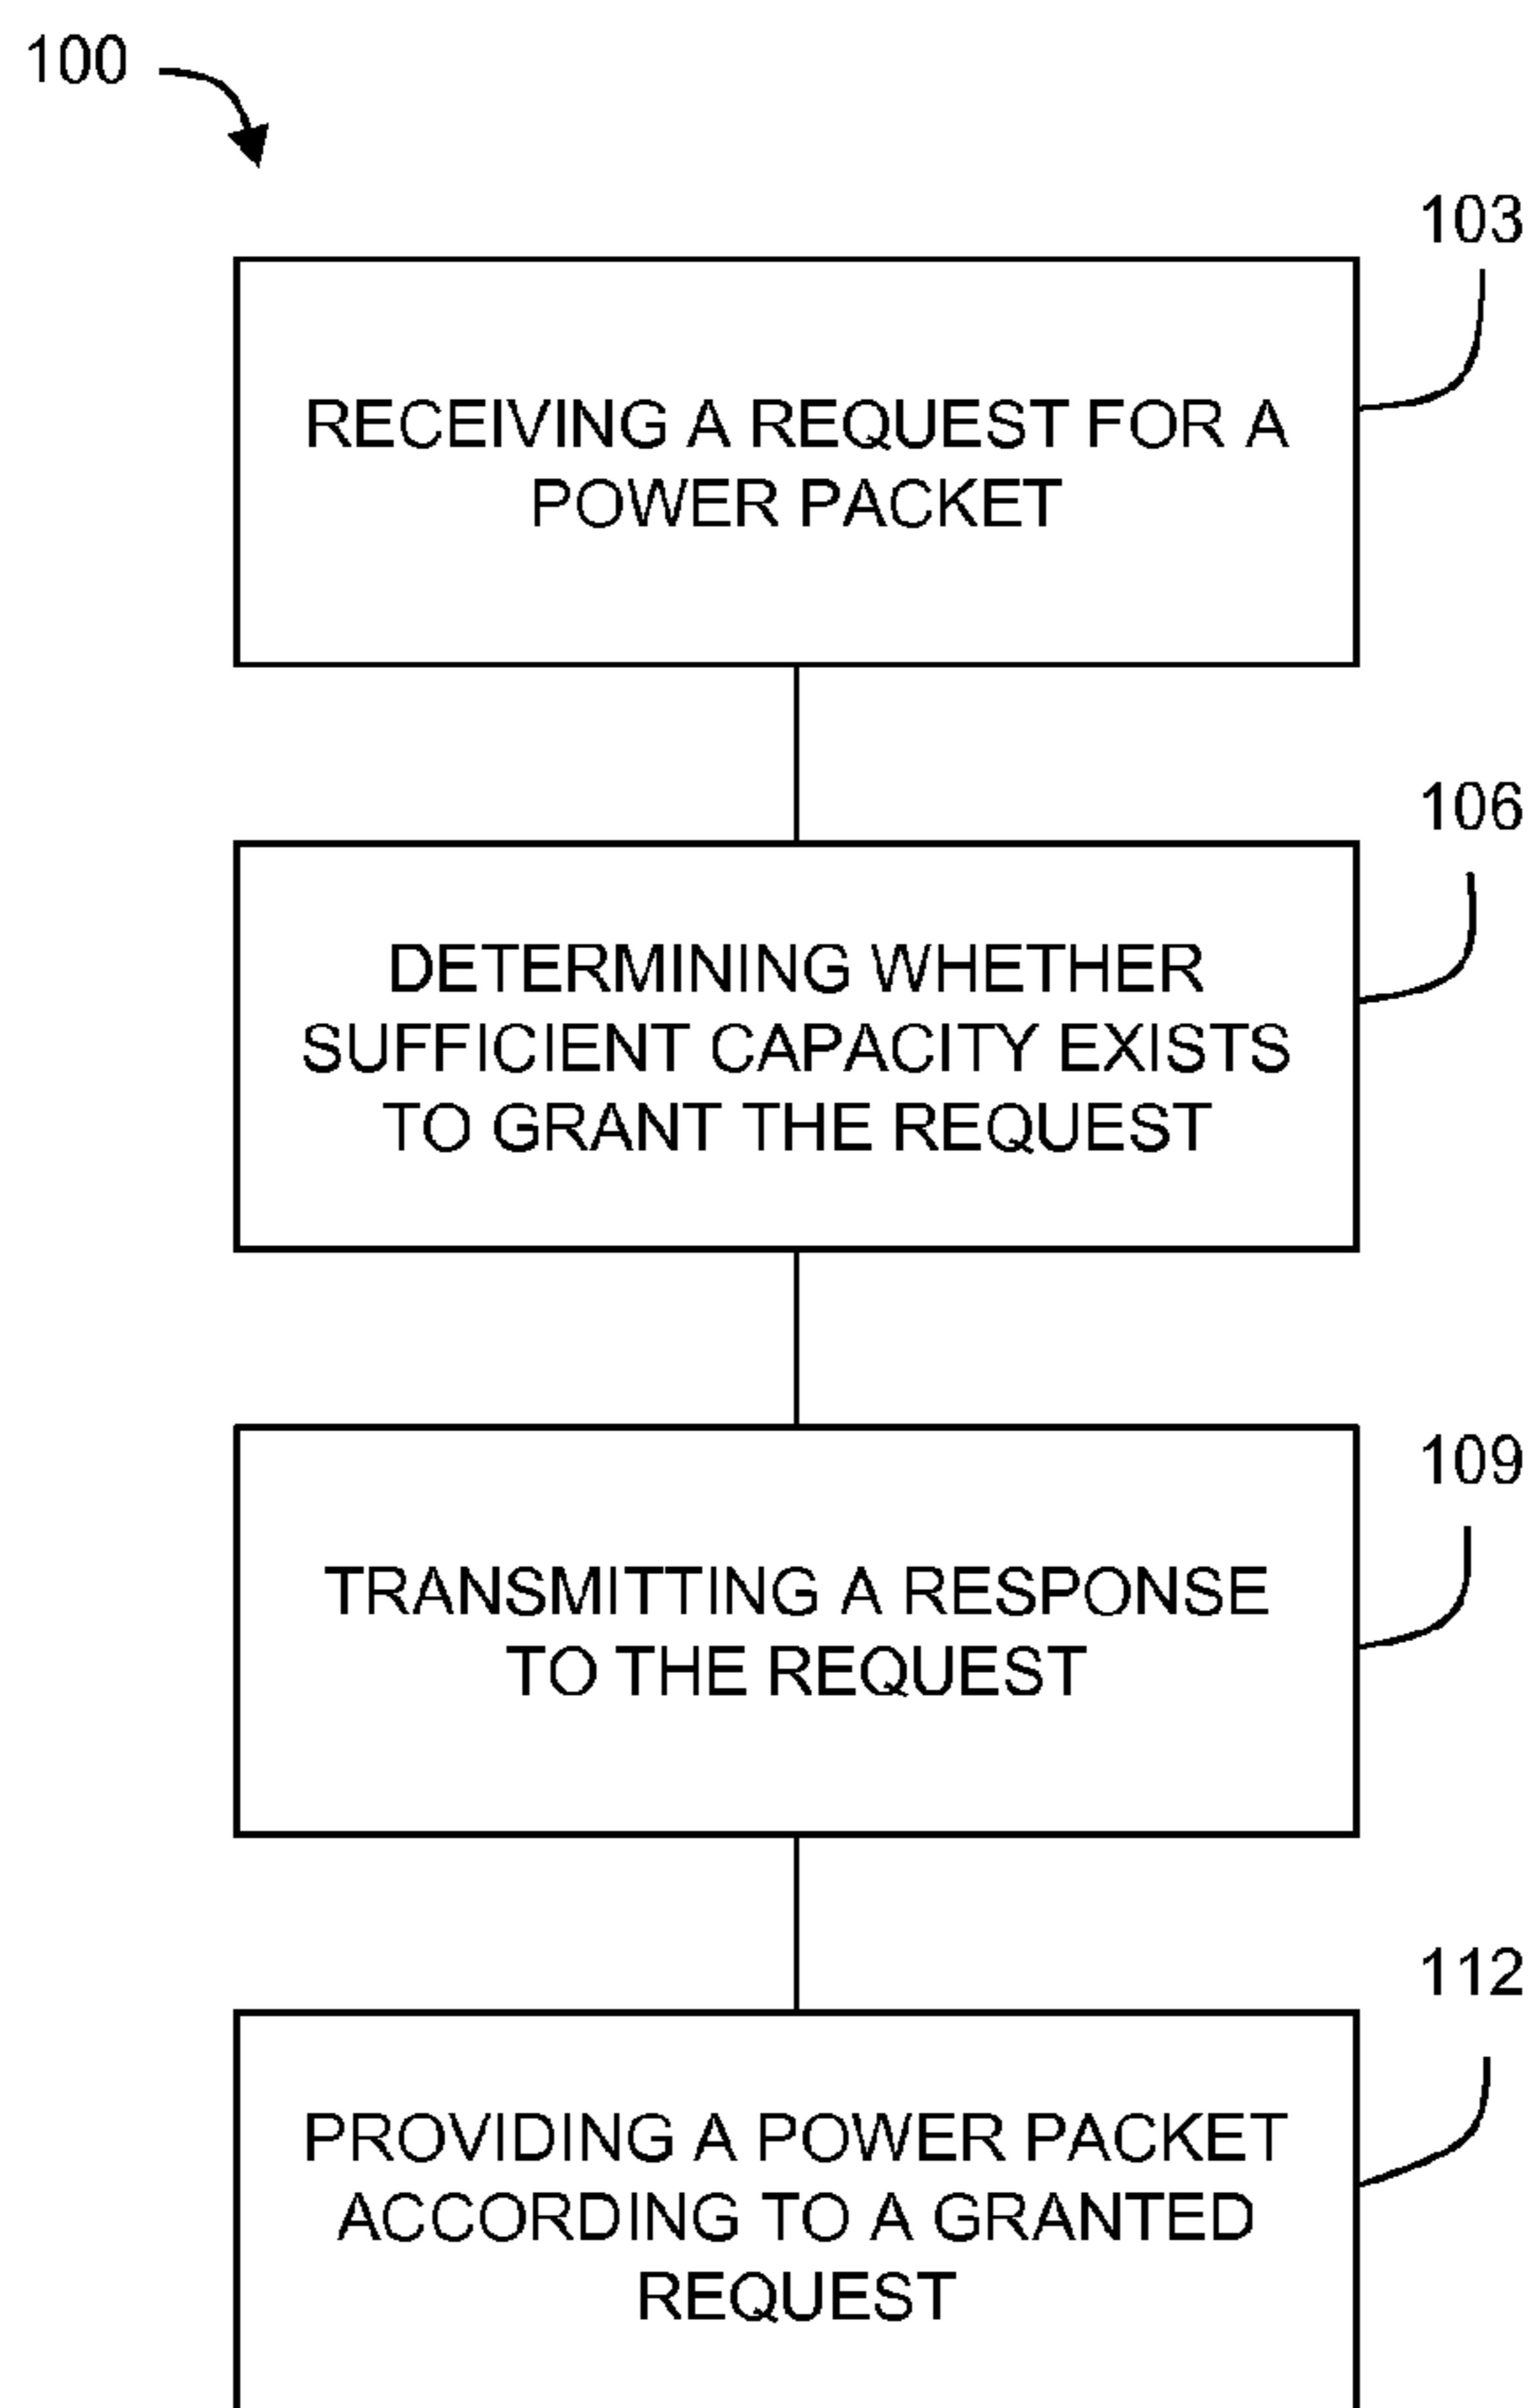 100
103
RECEIVING A REQUEST FOR A
POWER PACKET
106
DETERMINING WHETHER
SUFFICIENT CAPACITY EXISTS
TO GRANT THE REQUEST
109
TRANSMITTING A RESPONSE
TO THE REQUEST
112
PROVIDING A POWER PACKET
ACCORDING TO A GRANTED
REQUEST